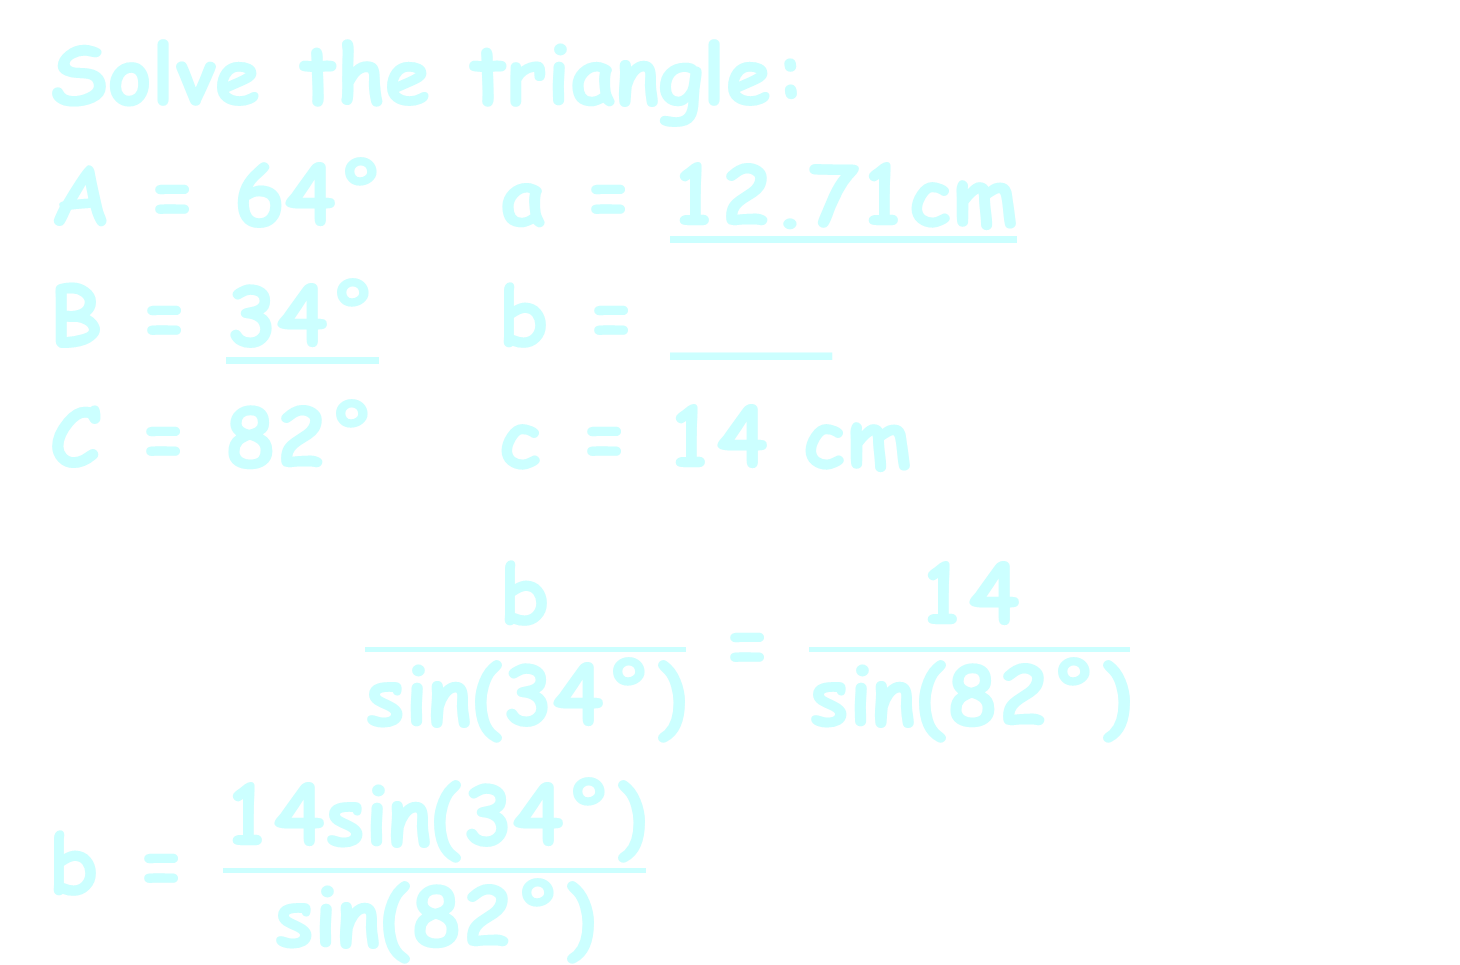 Solve the triangle:
A = 64° a = 12.71cm
B = 34° b = ____
C = 82° c = 14 cm
b 14
= 
sin(34°) sin(82°)
14sin(34°)
b =
sin(82°)